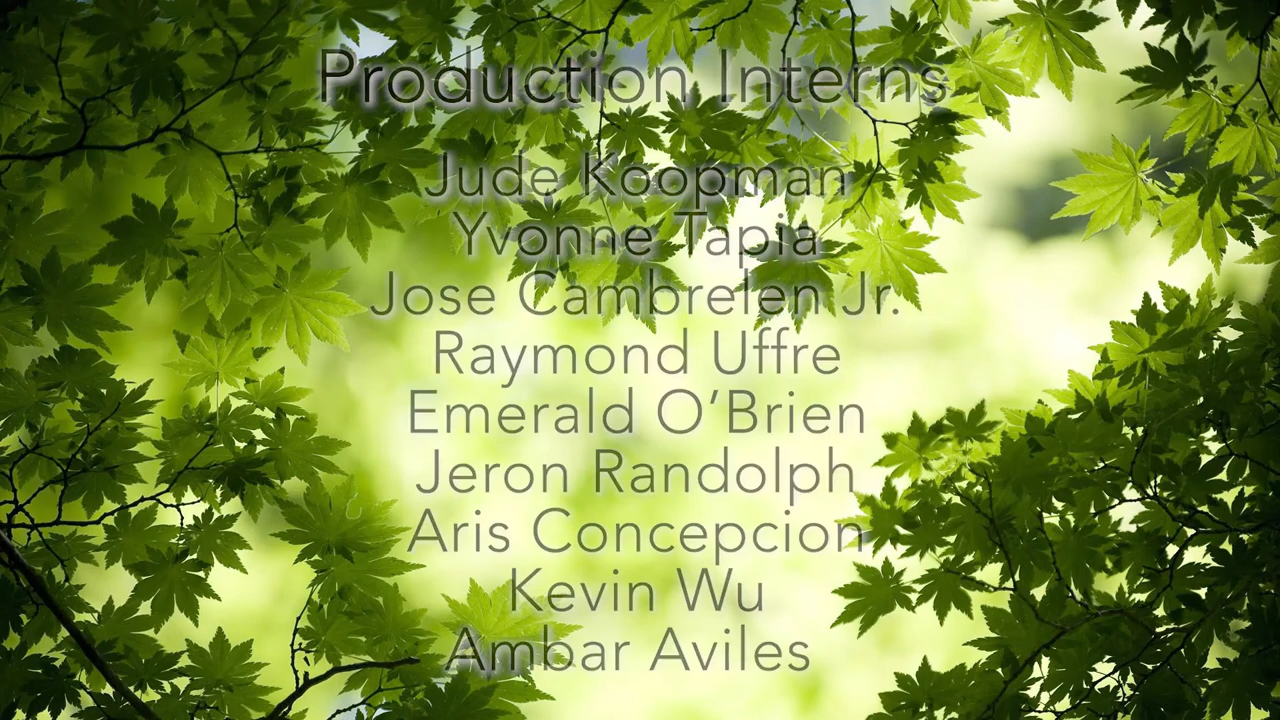 Production Interns
Jude Koopman
Yvonne Tapia
Jose Cambrelen Jr.
Raymond Uffre
Emerald O’Brien
Jeron Randolph
Aris Concepcion
Kevin Wu
Ambar Aviles